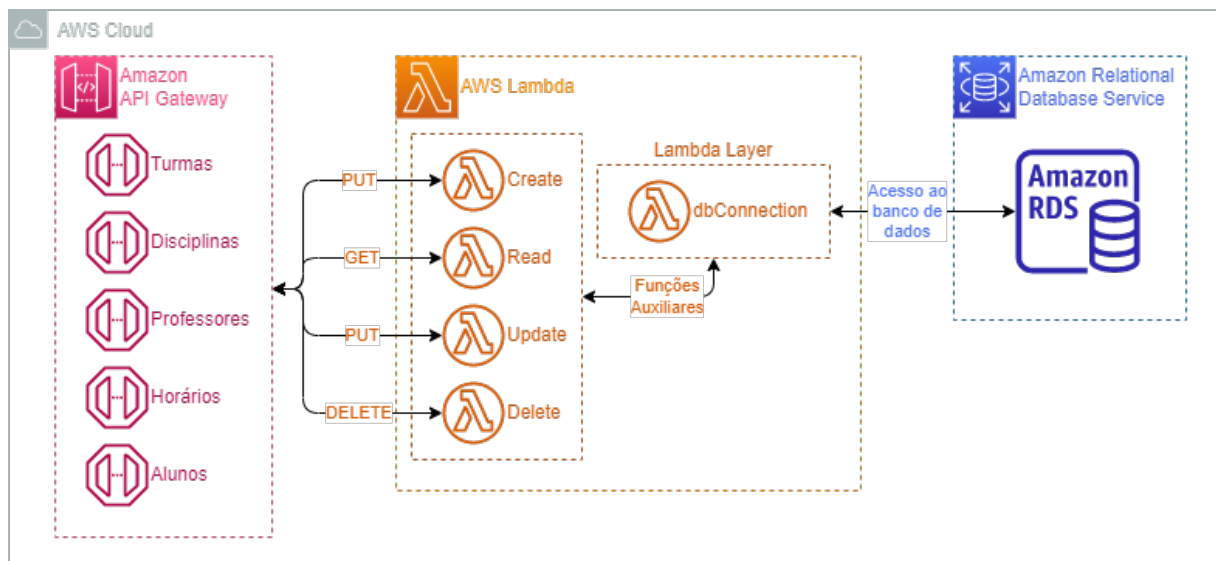 AWS Cloud
Amazon
API Gateway
Turmas
Disciplinas
Professores
Horários
Alunos
PUT
GET
PUT
DELETE
AWS Lambda
Create
Read
Update
Delete
Lambda Layer
dbConnection
Funções
Auxiliares
Acesso ao
banco de
dados
Amazon Relational
Database Service
Amazon
RDS